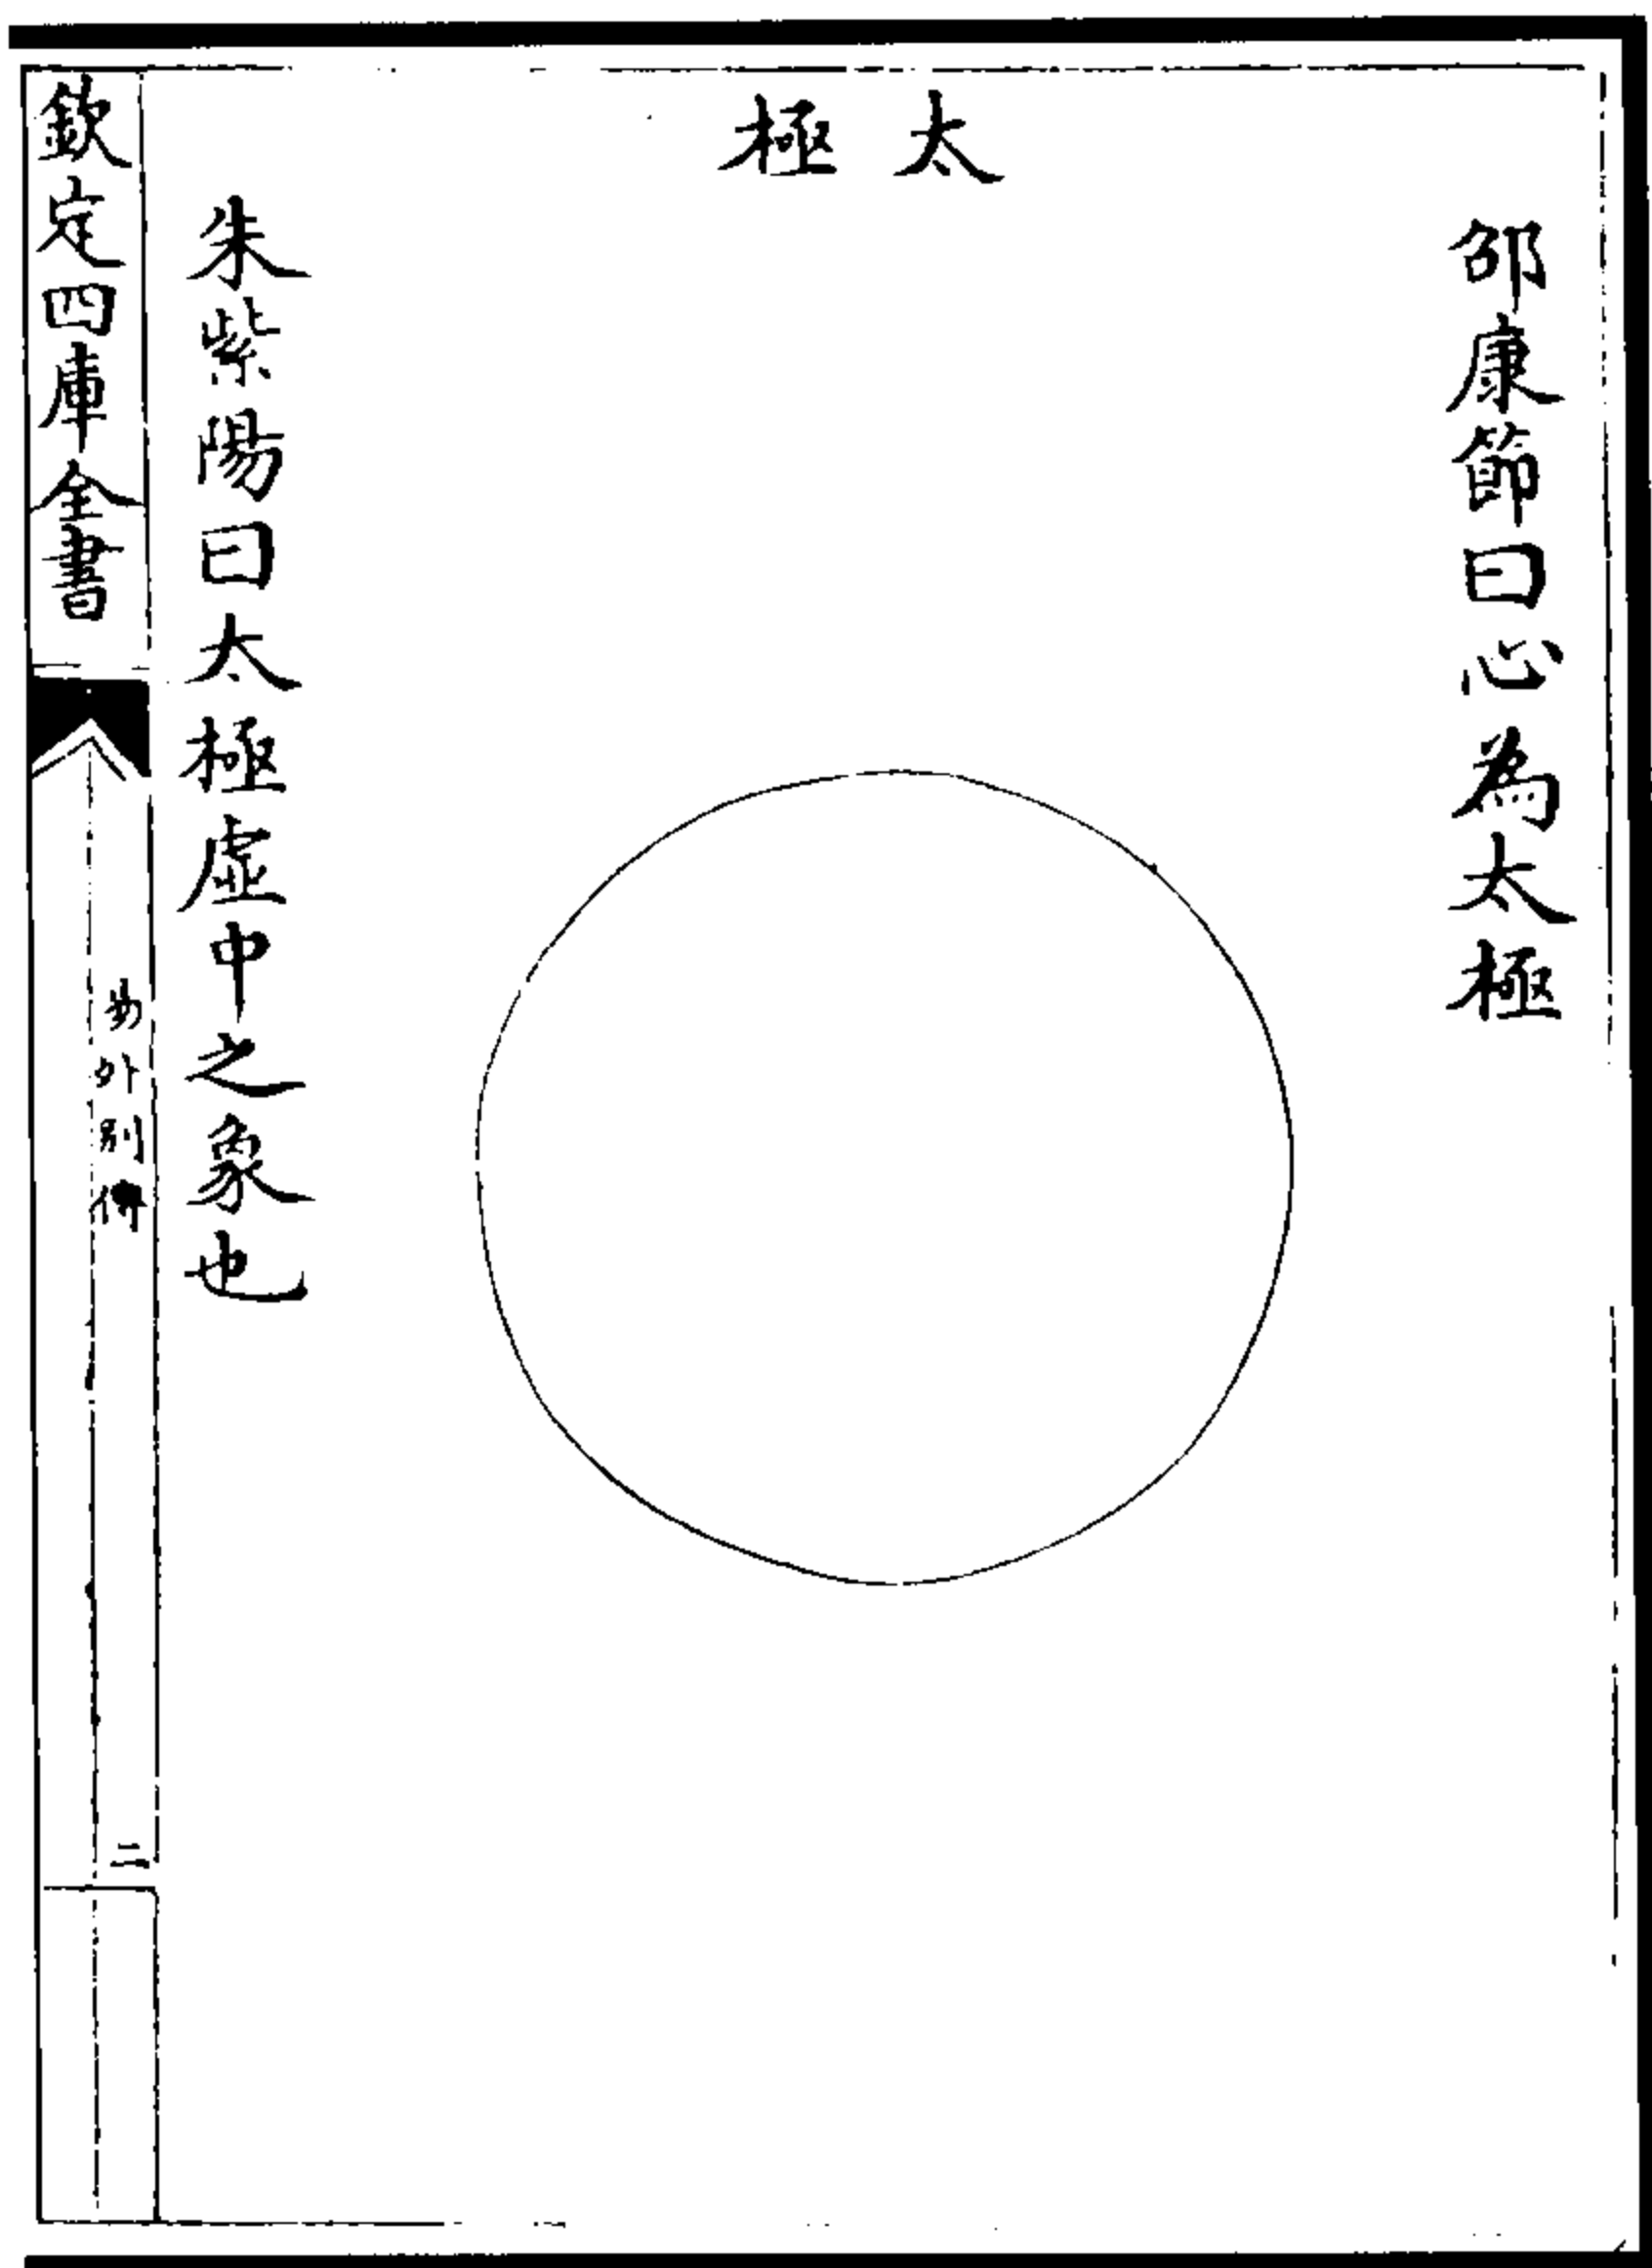 邵康節曰心為太極
太極
朱紫陽曰太極虛中之象也
欽定四庫全書
易外別傳
二